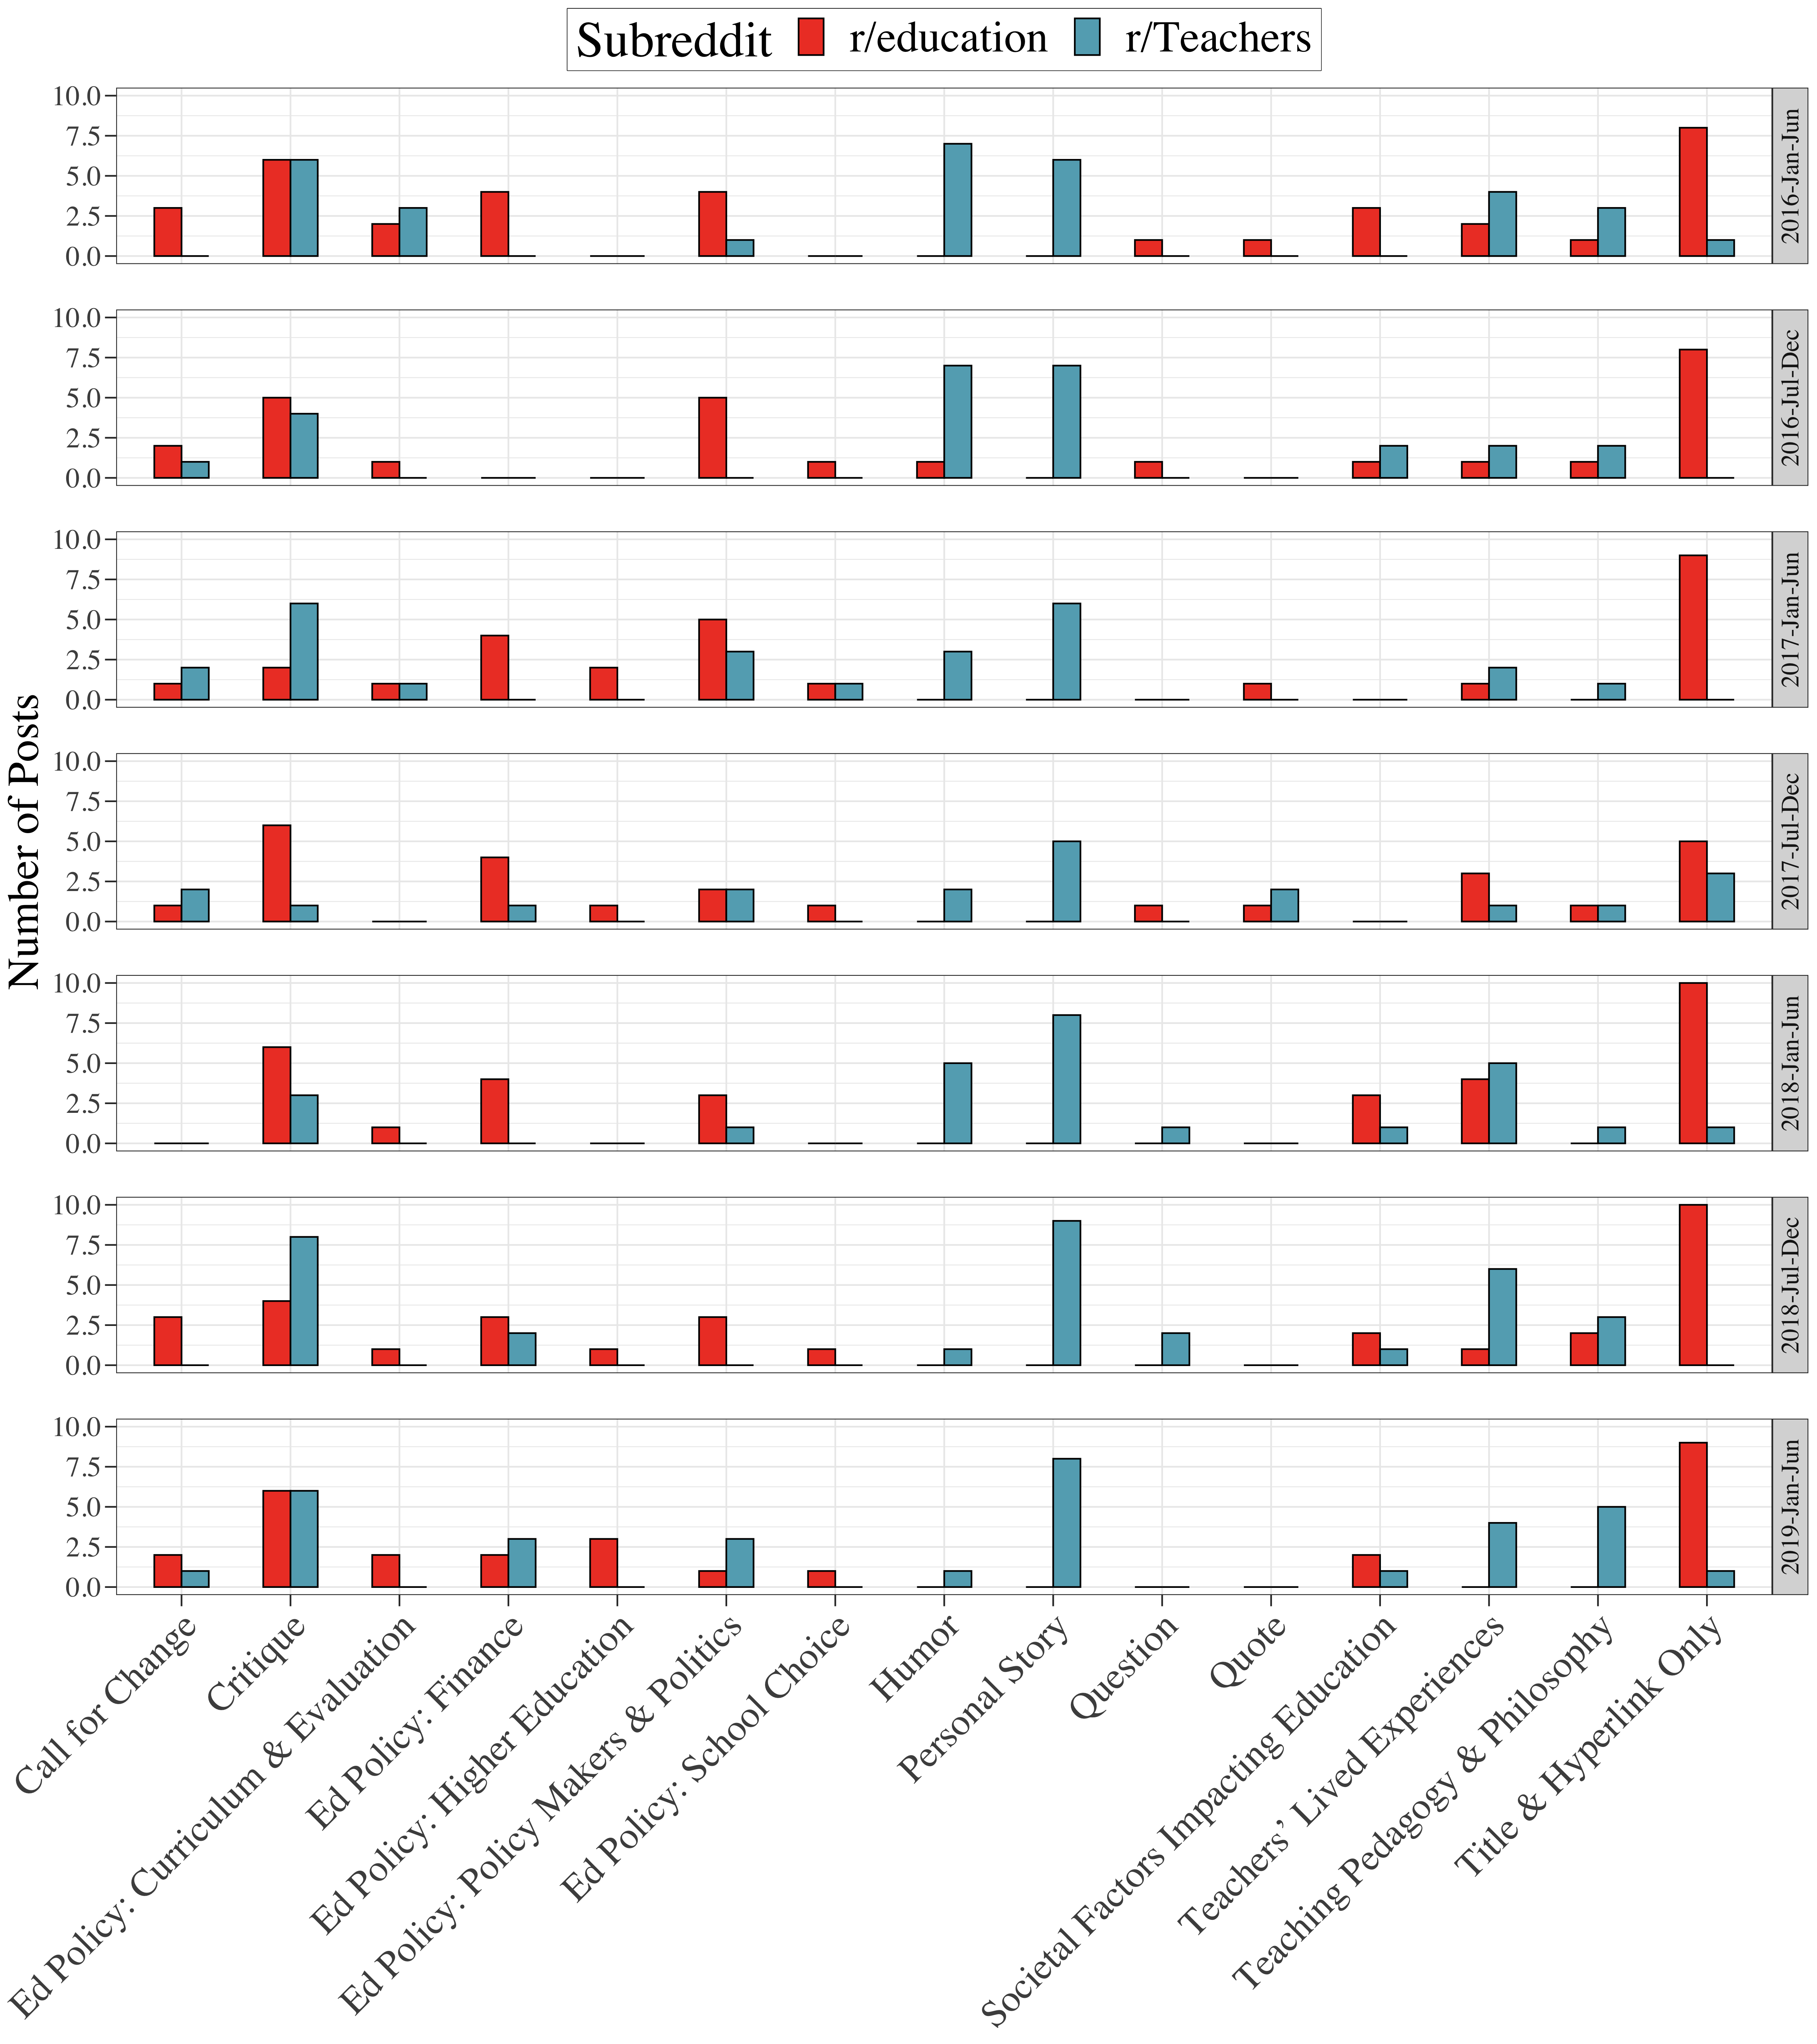 Subreddit r/education r/Teachers
Number of Posts
10.0
7.5
5.0
2.5
0.0
2016-Jan-Jun
10.0
7.5
5.0
2.5
0.0
2016-Jul-Dec
10.0
7.5
5.0
2.5
0.0
2017-Jan-Jun
10.0
7.5
5.0
2.5
0.0
2017-Jul-Dec
10.0
7.5
5.0
2.5
0.0
2018-Jan-Jun
10.0
7.5
5.0
2.5
0.0
2018-Jul-Dec
10.0
7.5
5.0
2.5
0.0
2019-Jan-Jun
Call for Change
Critique
Ed Policy: Curriculum & Evaluation
Ed Policy: Finance
Ed Policy: Higher Education
Ed Policy: Policy Makers & Politics
Ed Policy: School Choice
Humor
Personal Story
Question
Quote
Societal Factors Impacting Education
Teachers’ Lived Experiences
Teaching Pedagogy & Philosophy
Title & Hyperlink Only